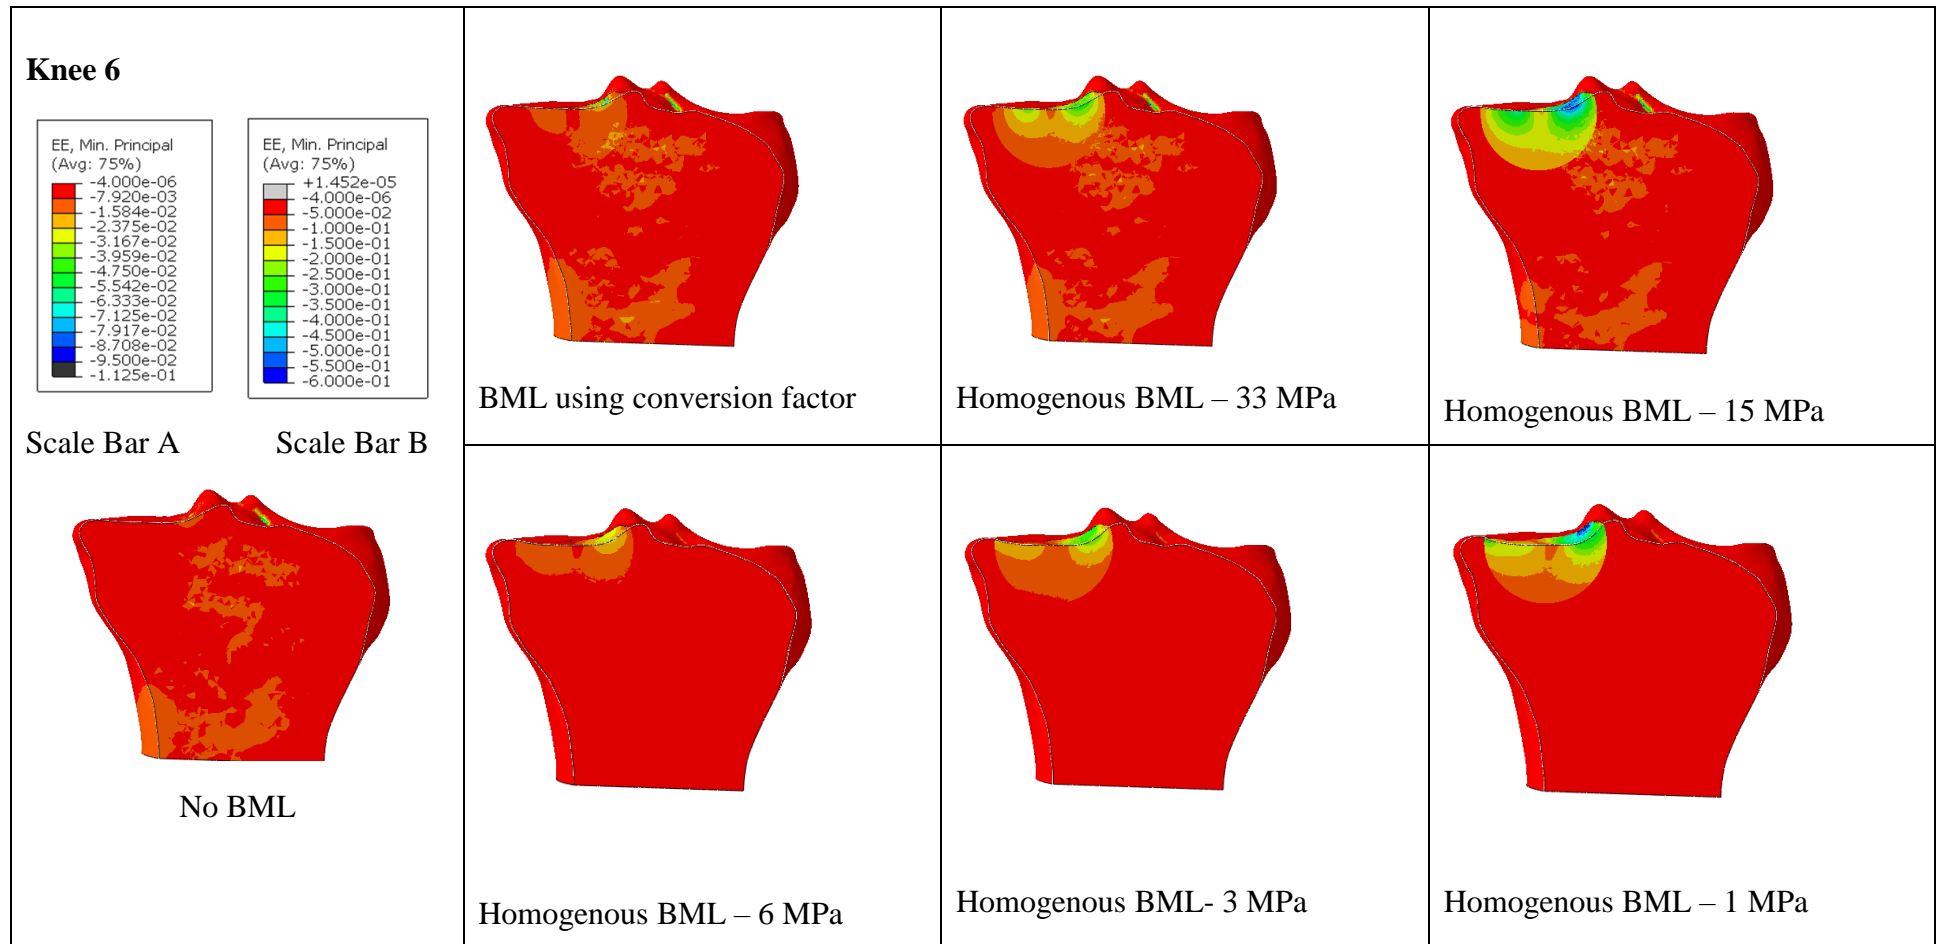 Knee 6
EE, Min. Principal
(Avg: 75%)
-4.000e-06
-7.920e-03
-1.584e-02
-2.375e-02
-3.167e-02
-3.959e-02
-4.750e-02
-5.542e-02
-6.333e-02
-7.125e-02
-7.917e-02
-8.708e-02
-9.500e-02
-1.125e-01
EE, Min. Principal
(Avg: 75%)
+1.452e-05
-4.000e-06
-5.000e-02
-1.000e-01
-1.500e-01
-2.000e-01
-2.500e-01
-3.000e-01
-3.500e-01
-4.000e-01
-4.500e-01
-5.000e-01
-5.500e-01
-6.000e-01
Scale Bar A
Scale Bar B
No BML
BML using conversion factor
Homogenous BML – 33 MPa
Homogenous BML – 15 MPa
Homogenous BML – 6 MPa
Homogenous BML- 3 MPa
Homogenous BML – 1 MPa